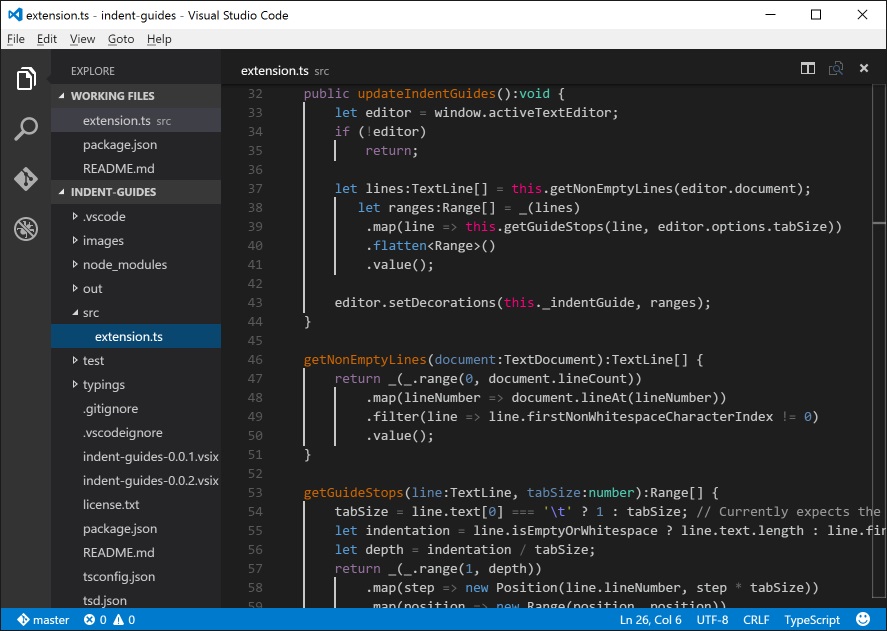 extension.ts - indent-guides - Visual Studio Code
File Edit View Goto Help
EXPLORE
WORKING FILES
extension.ts src
package.json
README.md
INDENT-GUIDES
.vscode
images
node_modules
out
src
extension.ts
test
typings
.gitignore
.vscodeignore
indent-guides-0.0.1.vsix
indent-guides-0.0.2.vsix
license.txt
package.json
README.md
tsconfig.json
tsd.json
extension.ts src
32 public updateIndentGuides():void {
33 let editor = window.activeTextEditor;
34 if (!editor)
35 return;
36
37 let lines:TextLine[] = this.getNonEmptyLines(editor.document);
38 let ranges:Range[] = _(lines)
39 .map(line => this.getGuideStops(line, editor.options.tabSize))
40 .flatten<Range>()
41 .value();
42
43 editor.setDecorations(this._indentGuide, ranges);
44 }
45
46 getNonEmptyLines(document:TextDocument):TextLine[] {
47 return _(_.range(0, document.lineCount))
48 .map(lineNumber => document.lineAt(lineNumber))
49 .filter(line => line.firstNonWhitespaceCharacterIndex != 0)
50 .value();
51 }
52
53 getGuideStops(line:TextLine, tabSize:number):Range[] {
54 tabSize = line.text[0] === '\t' ? 1 : tabSize; // Currently expects the
55 let indentation = line.isEmptyOrWhitespace ? line.text.length : line.fir
56 let depth = indentation / tabSize;
57 return _(_.range(1, depth))
58 .map(step => new Position(line.lineNumber, step * tabSize))
59 .map(position => new Range(position, position))
master 0 0 Ln 26, Col 6 UTF-8 CRLF TypeScript